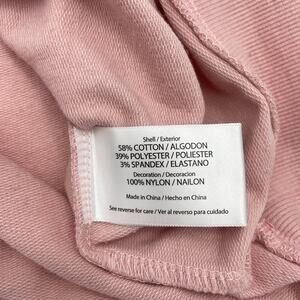 Shell / Exterior
58% COTTON / ALGODON
39% POLYESTER / POLIESTER
3% SPANDEX / ELASTANO
Decoration / Decoracion
100% NYLON / NAILON
Made in China / Hecho en China
See reverse for care / Ver al reverso para cuidado